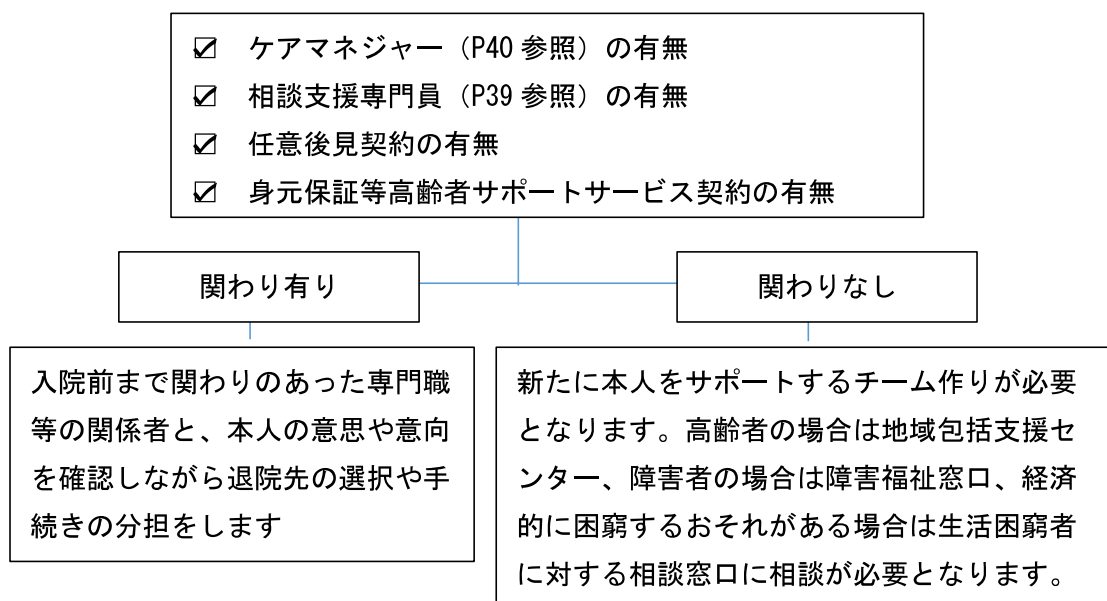 ☑ ケアマネジャー（P40 参照）の有無
☑ 相談支援専門員（P39 参照）の有無
☑ 任意後見契約の有無
☑ 身元保証等高齢者サポートサービス契約の有無
関わり有り
関わりなし
入院前まで関わりのあった専門職
等の関係者と、本人の意思や意向
を確認しながら退院先の選択や手
続きの分担をします
新たに本人をサポートするチーム作りが必要
となります。高齢者の場合は地域包括支援セ
ンター、障害者の場合は障害福祉窓口、経済
的に困窮するおそれがある場合は生活困窮者
に対する相談窓口に相談が必要となります。